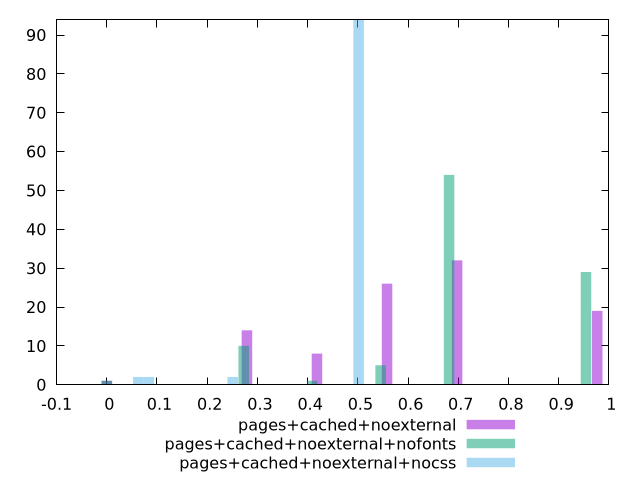 90
80
70
60
50
40
30
20
10
0
-0.1 0 0.1 0.2 0.3 0.4 0.5 0.6 0.7 0.8 0.9 1
pages+cached+noexternal
pages+cached+noexternal+nofonts
pages+cached+noexternal+nocss